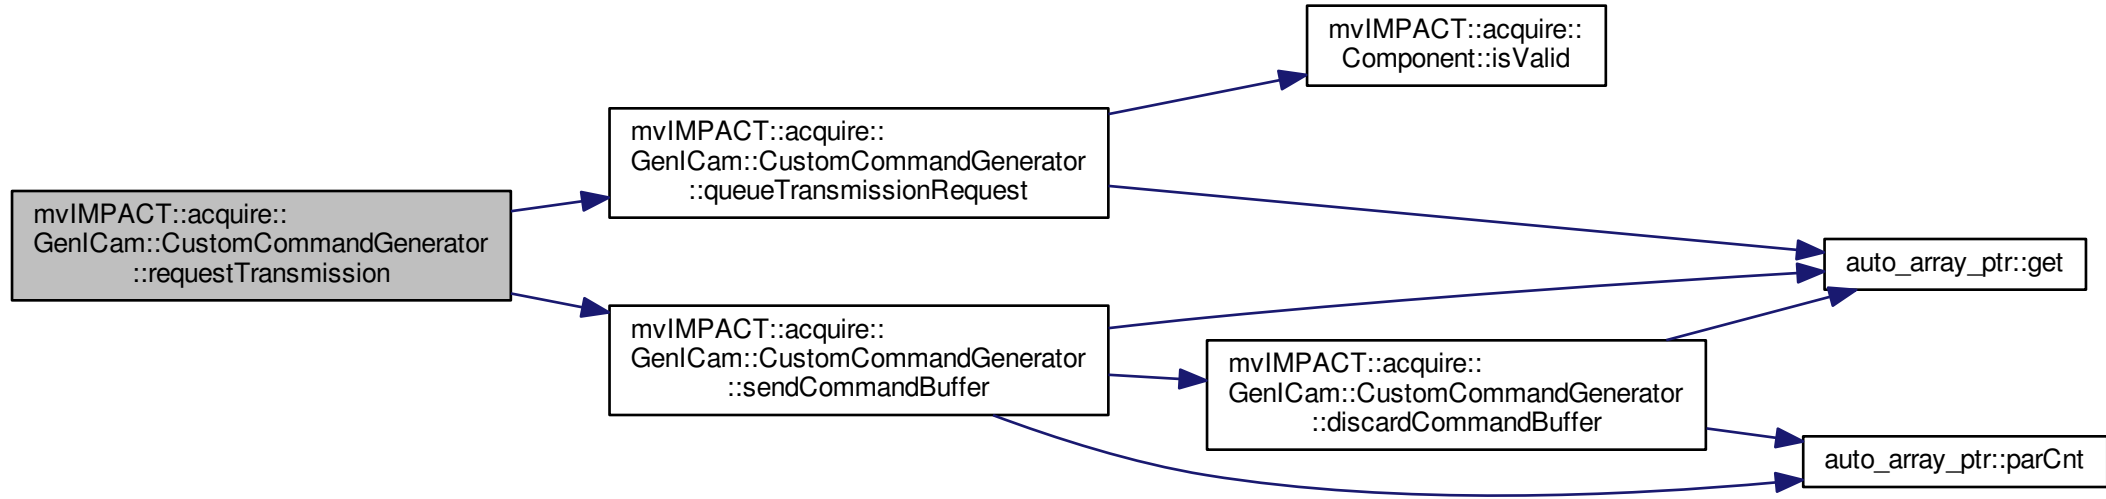 mvIMPACT::acquire::
GenICam::CustomCommandGenerator
::requestTransmission
mvIMPACT::acquire::
GenICam::CustomCommandGenerator
::queueTransmissionRequest
mvIMPACT::acquire::
Component::isValid
mvIMPACT::acquire::
GenICam::CustomCommandGenerator
::sendCommandBuffer
mvIMPACT::acquire::
GenICam::CustomCommandGenerator
::discardCommandBuffer
auto_array_ptr::get
auto_array_ptr::parCnt